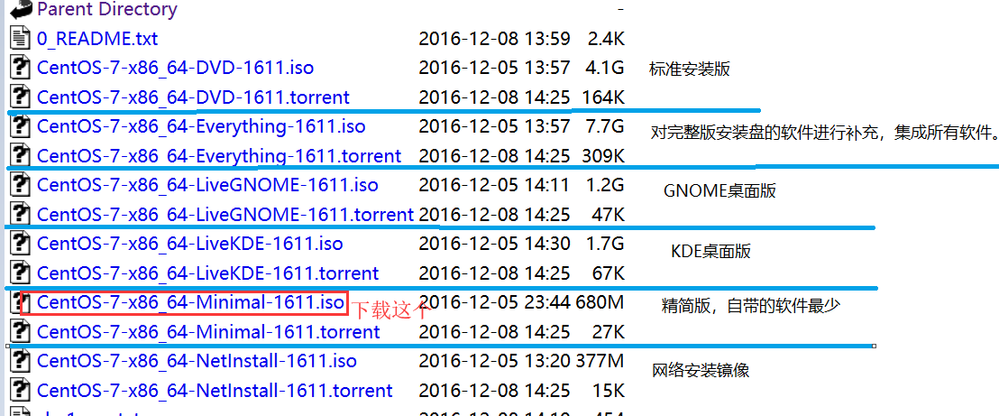 Parent Directory -
0_README.txt 2016-12-08 13:59 2.4K
CentOS-7-x86_64-DVD-1611.iso 2016-12-05 13:57 4.1G 标准安装版
CentOS-7-x86_64-DVD-1611.torrent 2016-12-08 14:25 164K
CentOS-7-x86_64-Everything-1611.iso 2016-12-05 13:57 7.7G 对完整版安装盘的软件进行补充，集成所有软件。
CentOS-7-x86_64-Everything-1611.torrent 2016-12-08 14:25 309K
CentOS-7-x86_64-LiveGNOME-1611.iso 2016-12-05 14:11 1.2G GNOME桌面版
CentOS-7-x86_64-LiveGNOME-1611.torrent 2016-12-08 14:25 47K
CentOS-7-x86_64-LiveKDE-1611.iso 2016-12-05 14:30 1.7G KDE桌面版
CentOS-7-x86_64-LiveKDE-1611.torrent 2016-12-08 14:25 67K
CentOS-7-x86_64-Minimal-1611.iso 下载这个 2016-12-05 23:44 680M 精简版，自带的软件最少
CentOS-7-x86_64-Minimal-1611.torrent 2016-12-08 14:25 27K
CentOS-7-x86_64-NetInstall-1611.iso 2016-12-05 13:20 377M 网络安装镜像
CentOS-7-x86_64-NetInstall-1611.torrent 2016-12-08 14:25 15K